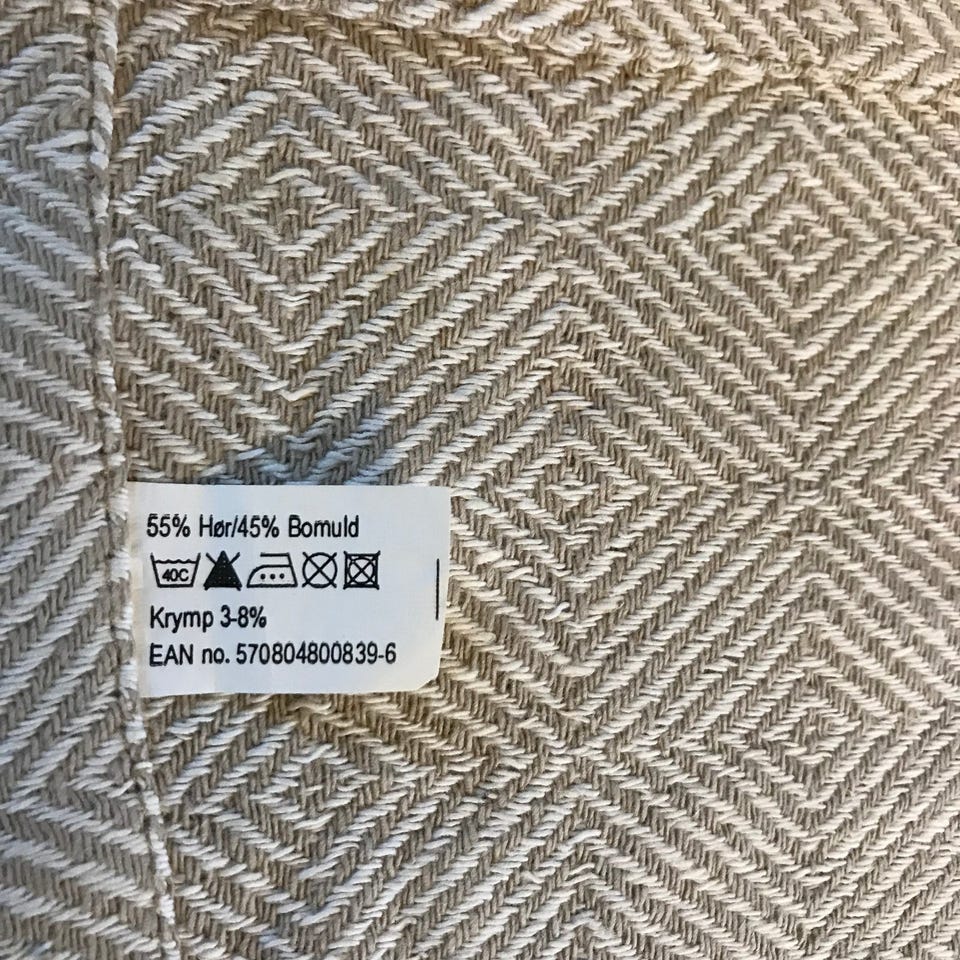 55% Hør/45% Bomuld
40C
Krymp 3-8%
EAN no. 570804800839-6